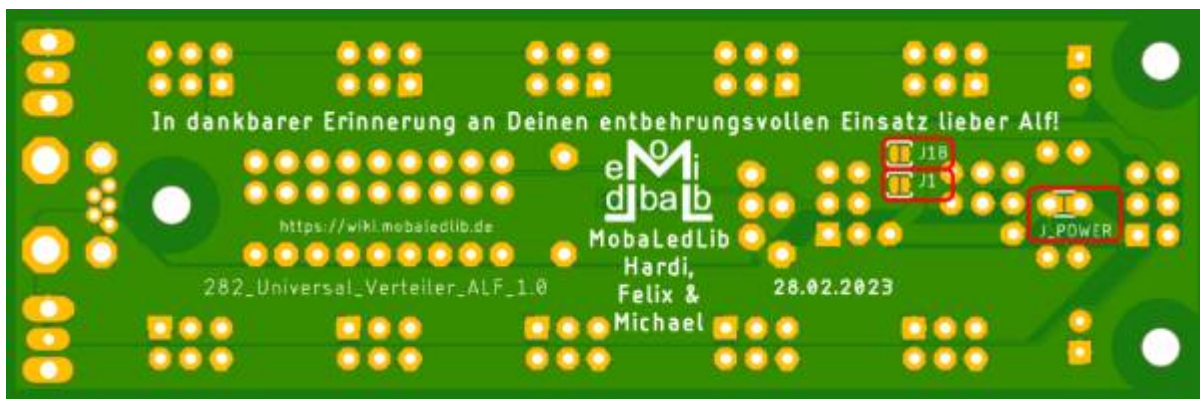 In dankbarer Erinnerung an Deinen entbehrungsvollen Einsatz lieber Alf!
J1B
J1
e M o i
d ba l b
https://wiki.mobaledlib.de
J_POWER
MobaLedLib
Hardi,
Felix &
Michael
282_Universal_Verteiler_ALF_1.0
28.02.2023